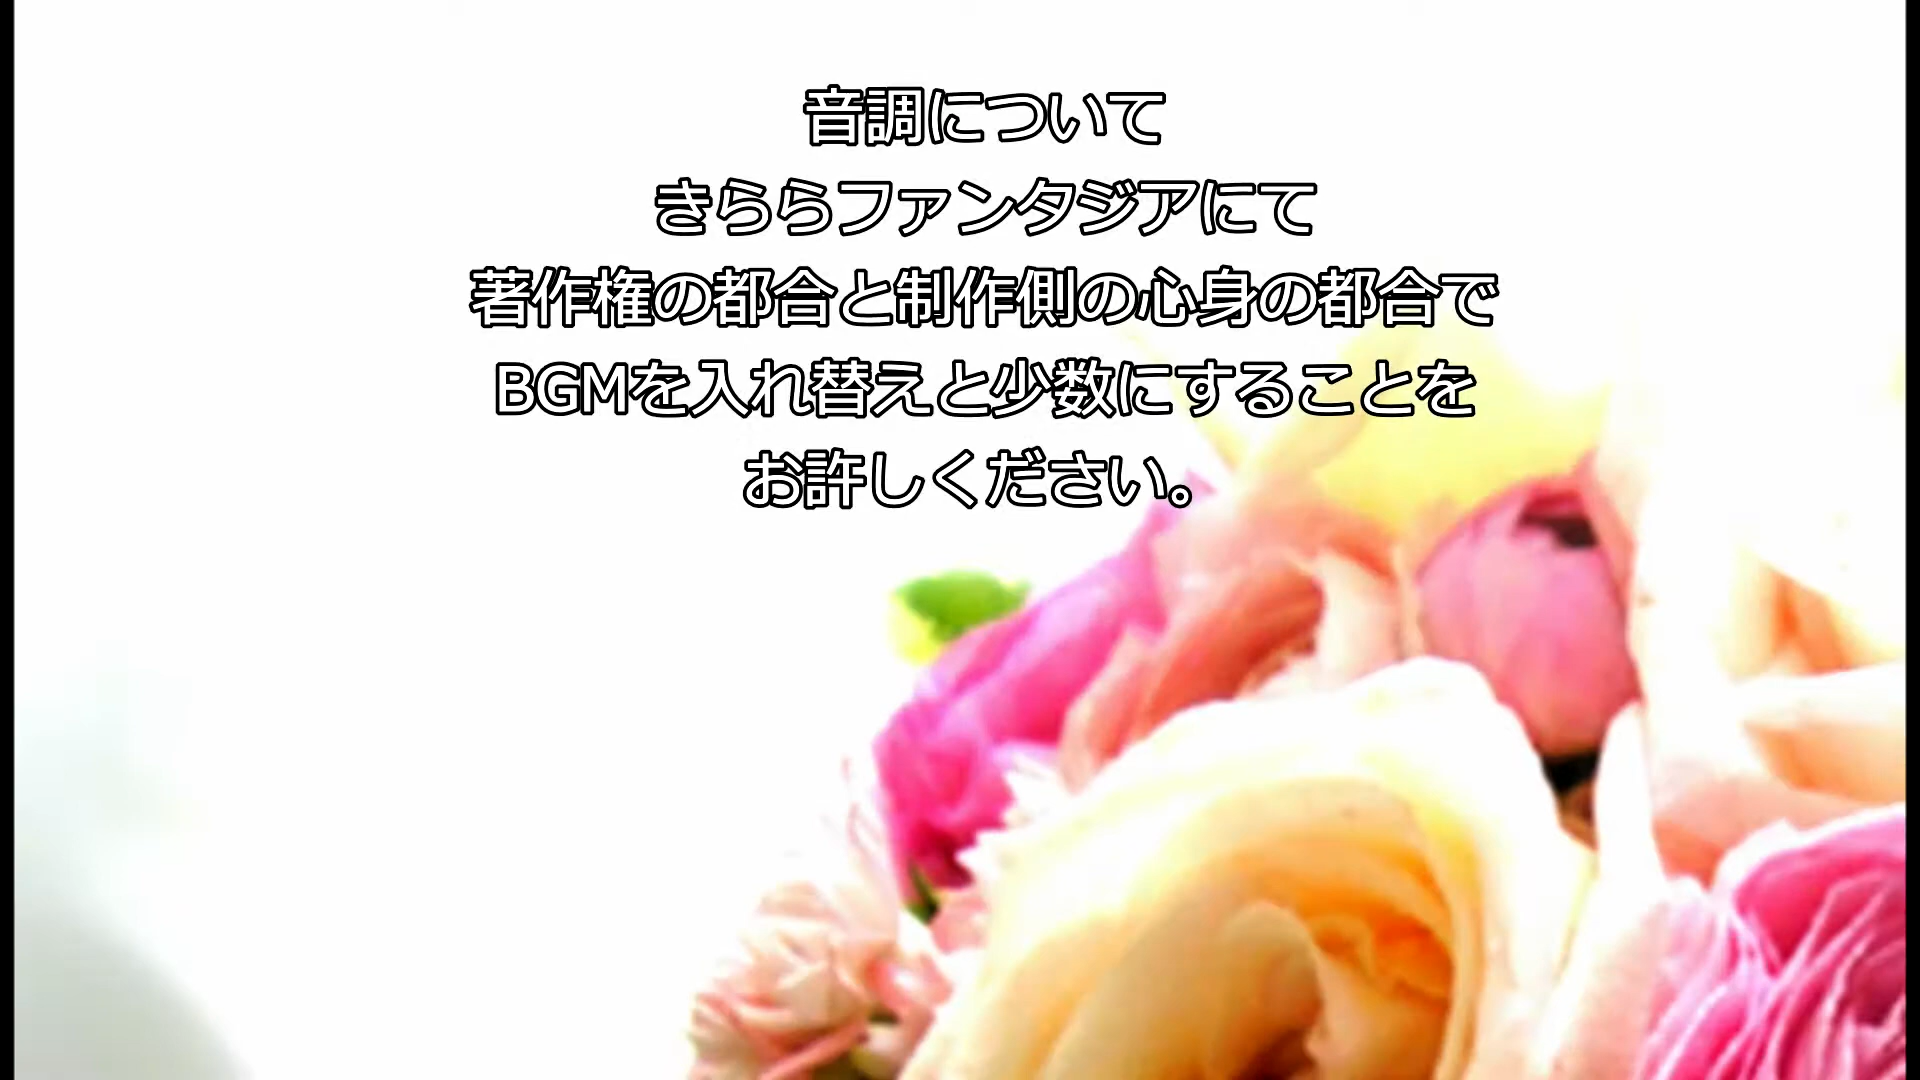 音調について
きららファンタジアにて
著作権の都合と制作側の心身の都合で
BGMを入れ替えと少数にすることを
お許しください。